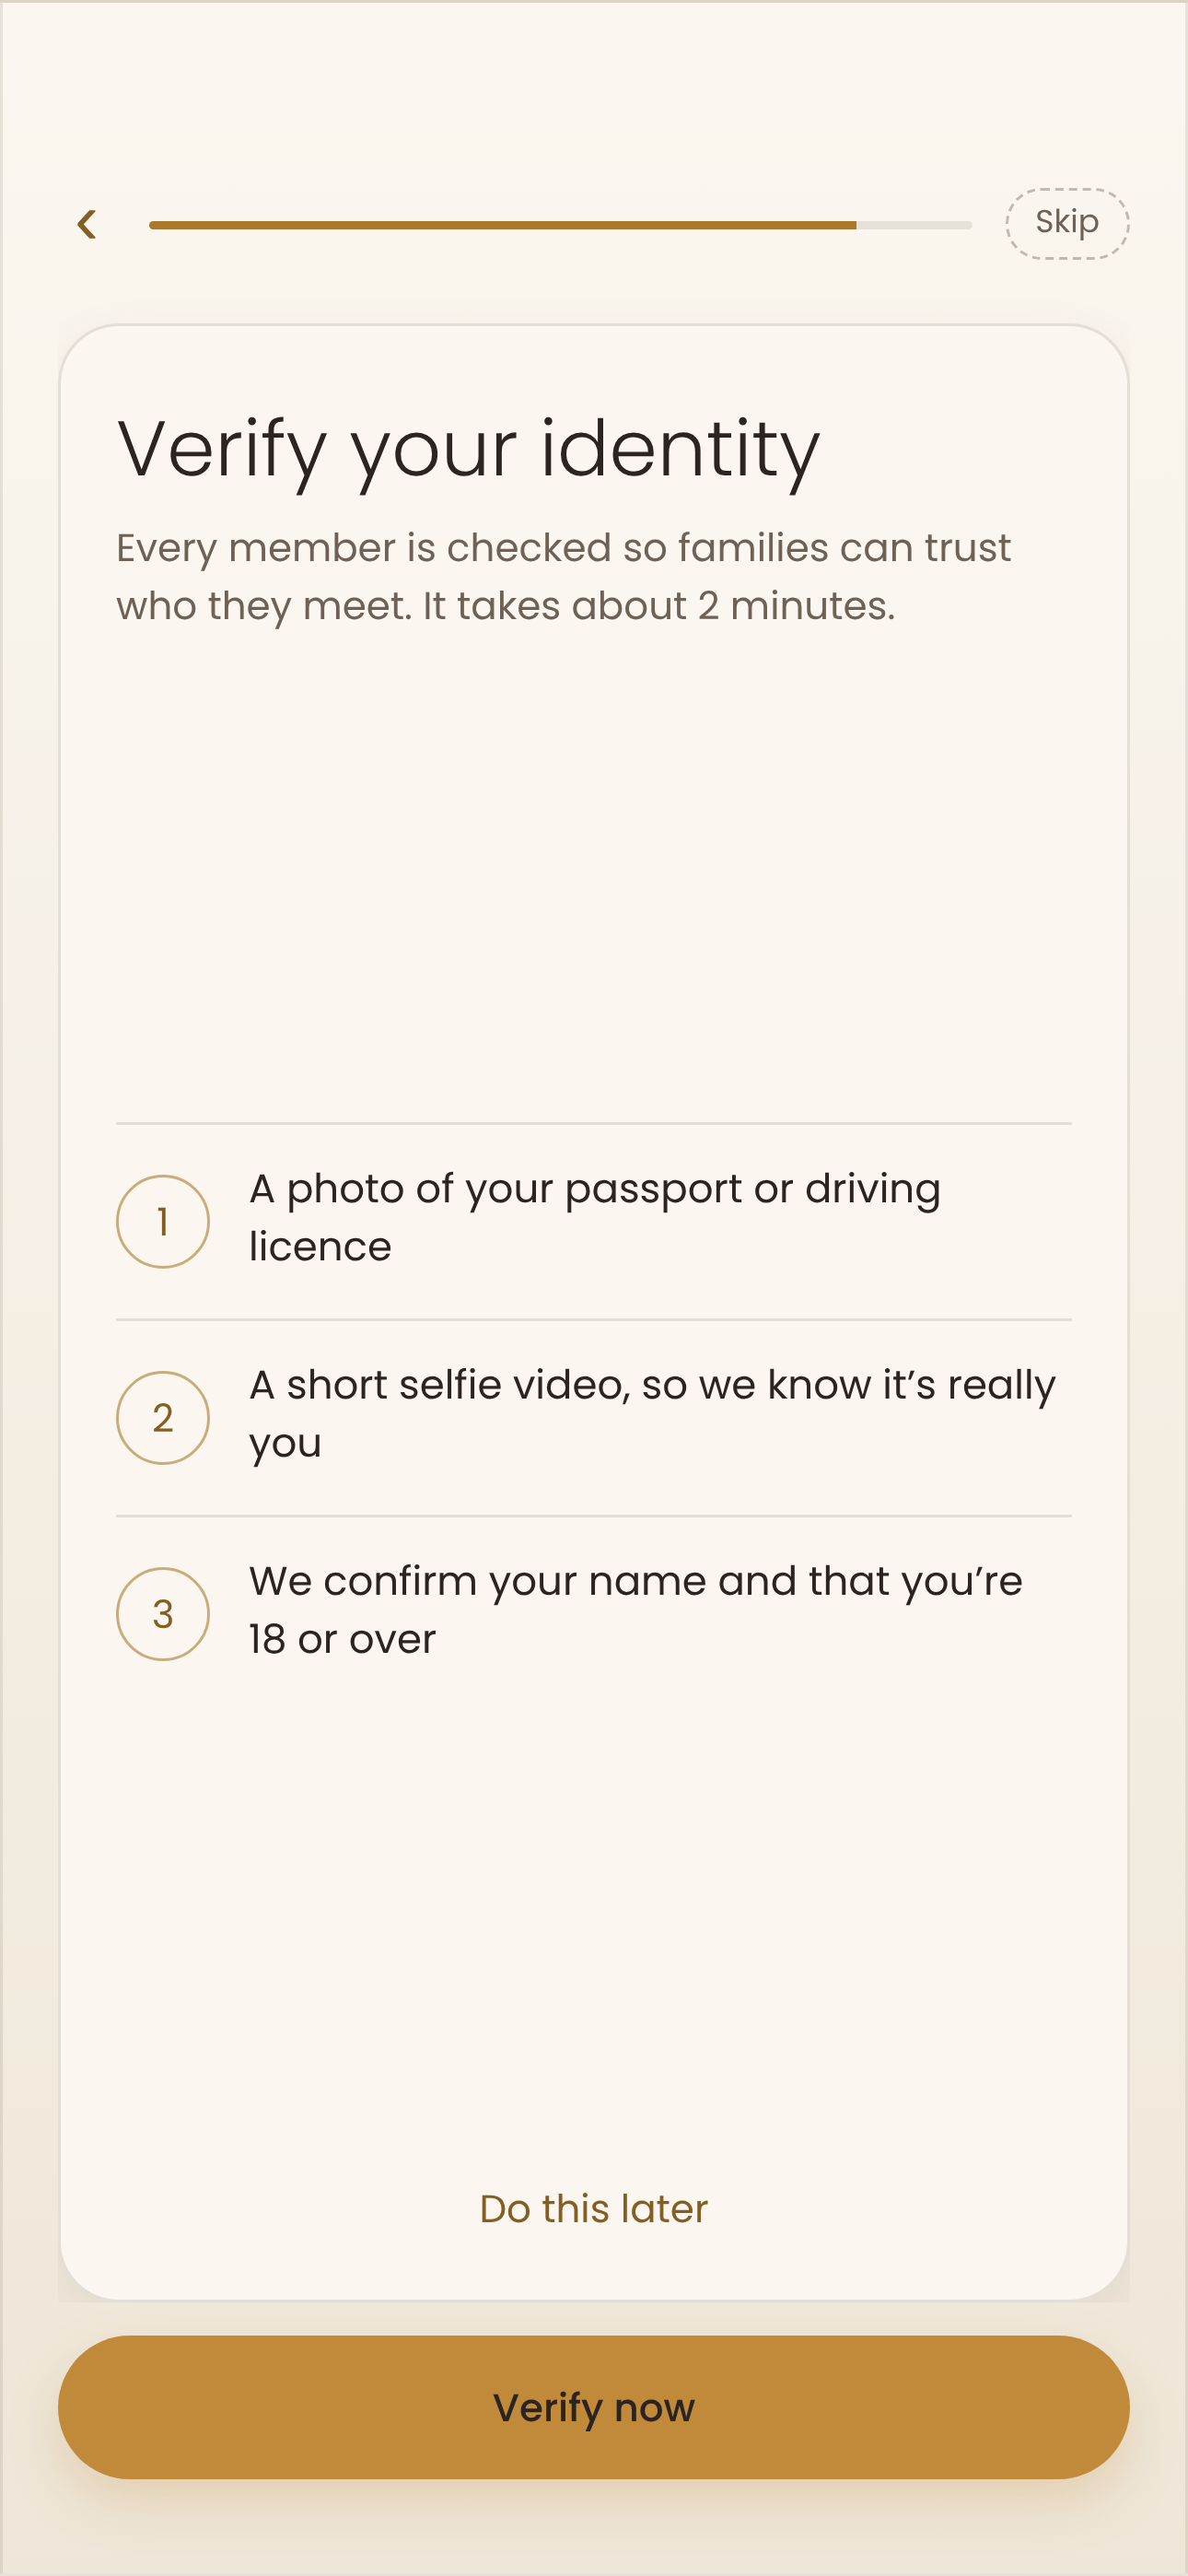 Skip
Verify your identity
Every member is checked so families can trust
who they meet. It takes about 2 minutes.
1
A photo of your passport or driving
licence
2
A short selfie video, so we know it’s really
you
3
We confirm your name and that you’re
18 or over
Do this later
Verify now